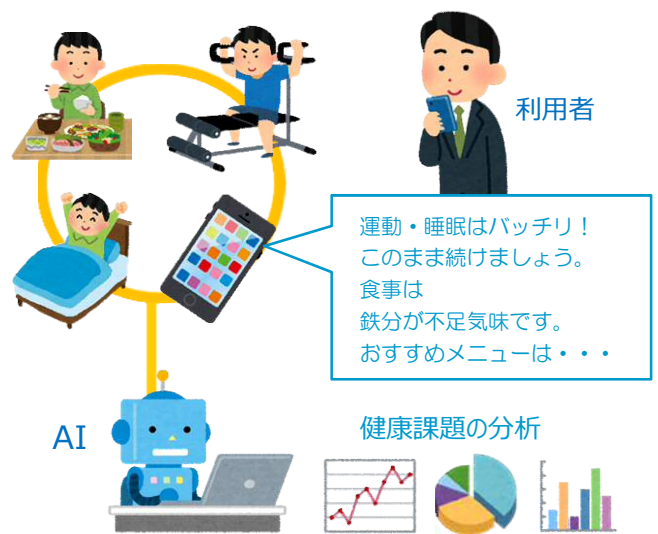 利用者
運動・睡眠はバッチリ！
このまま続けましょう。
食事は
鉄分が不足気味です。
おすすめメニューは・・・
AI
健康課題の分析